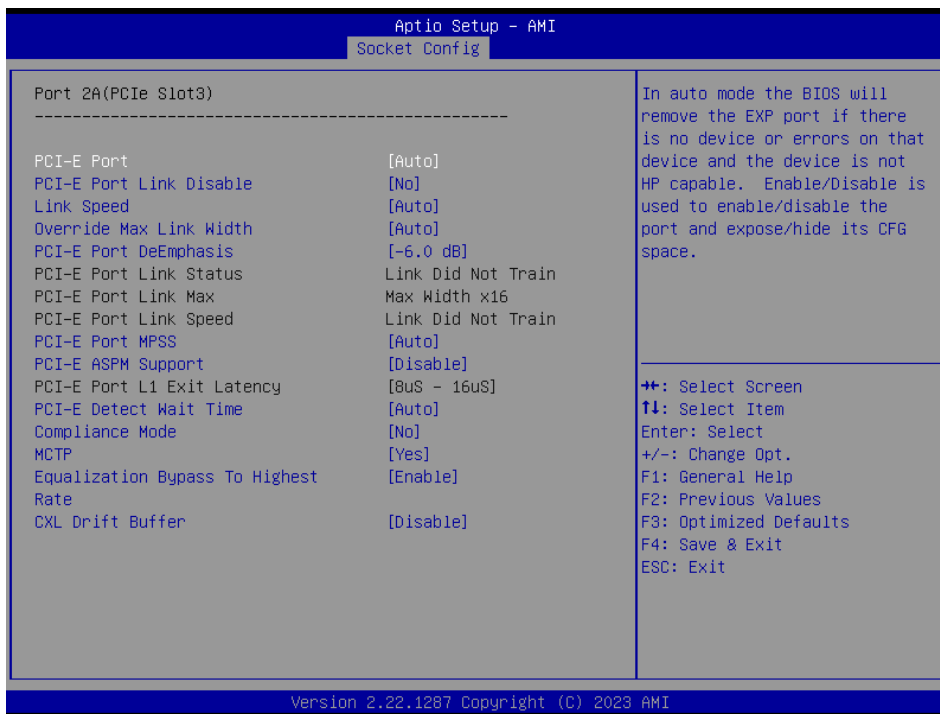 Aptio Setup – AMI
Socket Config
Port 2A(PCIe Slot3)
--------------------------------------------------
PCI-E Port [Auto]
PCI-E Port Link Disable [No]
Link Speed [Auto]
Override Max Link Width [Auto]
PCI-E Port DeEmphasis [-6.0 dB]
PCI-E Port Link Status Link Did Not Train
PCI-E Port Link Max Max Width x16
PCI-E Port Link Speed Link Did Not Train
PCI-E Port MPSS [Auto]
PCI-E ASPM Support [Disable]
PCI-E Port L1 Exit Latency [8uS - 16uS]
PCI-E Detect Wait Time [Auto]
Compliance Mode [No]
MCTP [Yes]
Equalization Bypass To Highest [Enable]
Rate
CXL Drift Buffer [Disable]
In auto mode the BIOS will
remove the EXP port if there
is no device or errors on that
device and the device is not
HP capable.  Enable/Disable is
used to enable/disable the
port and expose/hide its CFG
space.
→←: Select Screen
↑↓: Select Item
Enter: Select
+/-: Change Opt.
F1: General Help
F2: Previous Values
F3: Optimized Defaults
F4: Save & Exit
ESC: Exit
Version 2.22.1287 Copyright (C) 2023 AMI